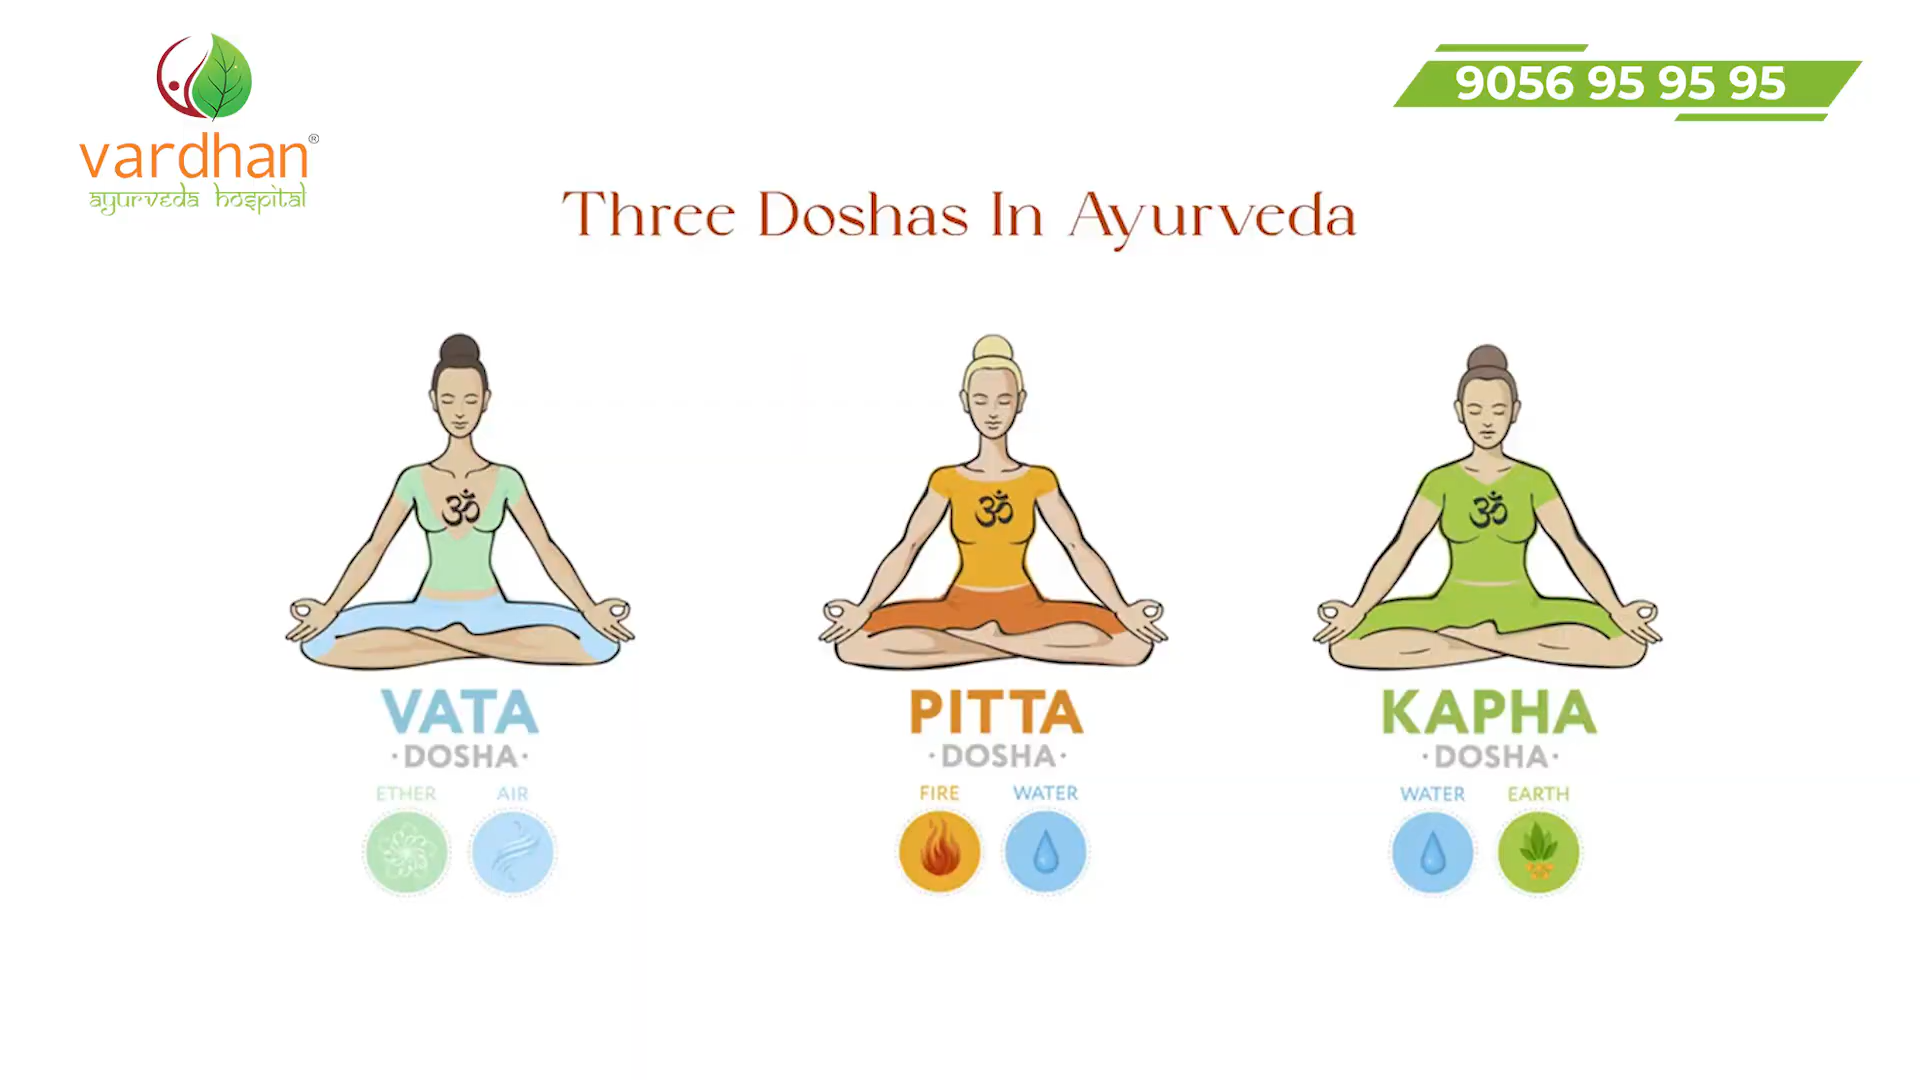 vardhan®
ayurveda hospital
9056 95 95 95
Three Doshas In Ayurveda
ॐ
ॐ
ॐ
VATA
·DOSHA·
ETHER AIR
PITTA
·DOSHA·
FIRE WATER
KAPHA
·DOSHA·
WATER EARTH